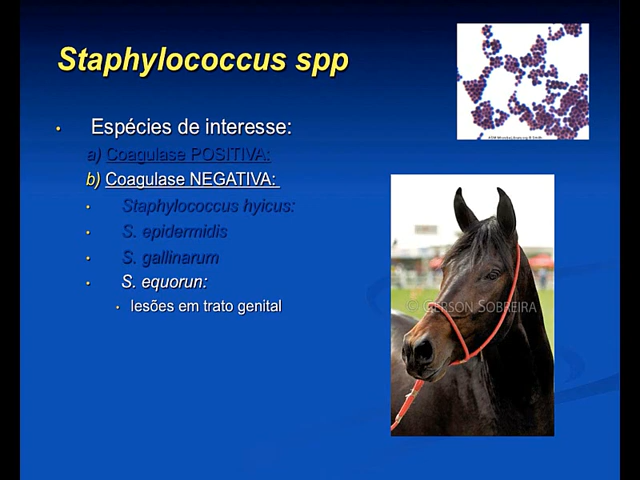 Staphylococcus spp
• Espécies de interesse:
a) Coagulase POSITIVA:
b) Coagulase NEGATIVA:
• Staphylococcus hyicus:
• S. epidermidis
• S. gallinarum
• S. equorun:
• lesões em trato genital
© GERSON SOBREIRA